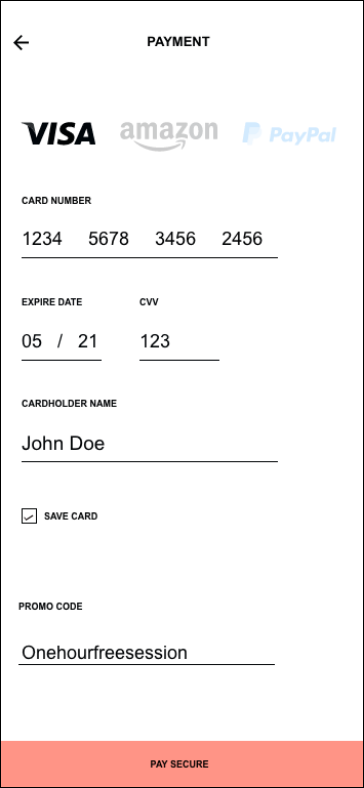 PAYMENT
VISA amazon PayPal
CARD NUMBER
1234 5678 3456 2456
EXPIRE DATE CVV
05 / 21 123
CARDHOLDER NAME
John Doe
SAVE CARD
PROMO CODE
Onehourfreesession
PAY SECURE